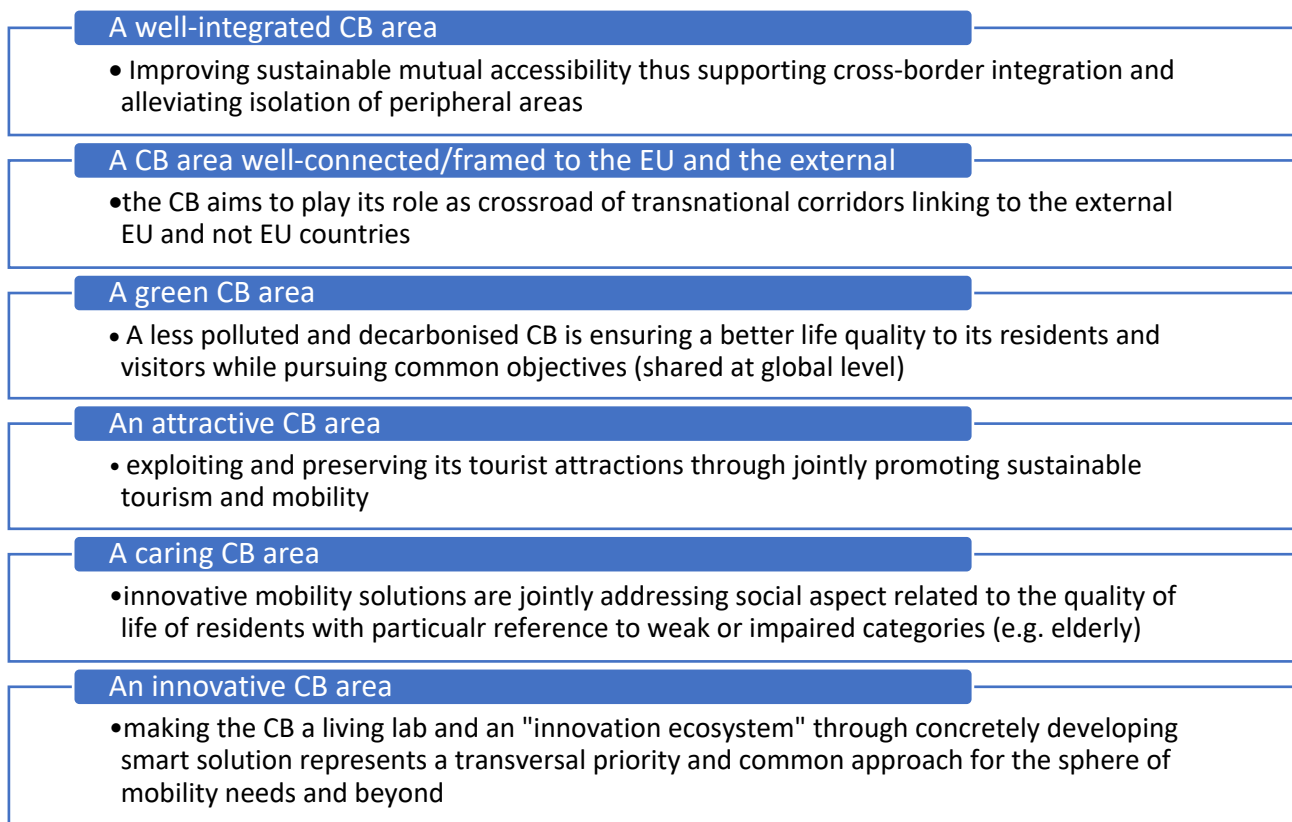 A well-integrated CB area
• Improving sustainable mutual accessibility thus supporting cross-border integration and
alleviating isolation of peripheral areas
A CB area well-connected/framed to the EU and the external
•the CB aims to play its role as crossroad of transnational corridors linking to the external
EU and not EU countries
A green CB area
• A less polluted and decarbonised CB is ensuring a better life quality to its residents and
visitors while pursuing common objectives (shared at global level)
An attractive CB area
• exploiting and preserving its tourist attractions through jointly promoting sustainable
tourism and mobility
A caring CB area
•innovative mobility solutions are jointly addressing social aspect related to the quality of
life of residents with particualr reference to weak or impaired categories (e.g. elderly)
An innovative CB area
•making the CB a living lab and an "innovation ecosystem" through concretely developing
smart solution represents a transversal priority and common approach for the sphere of
mobility needs and beyond